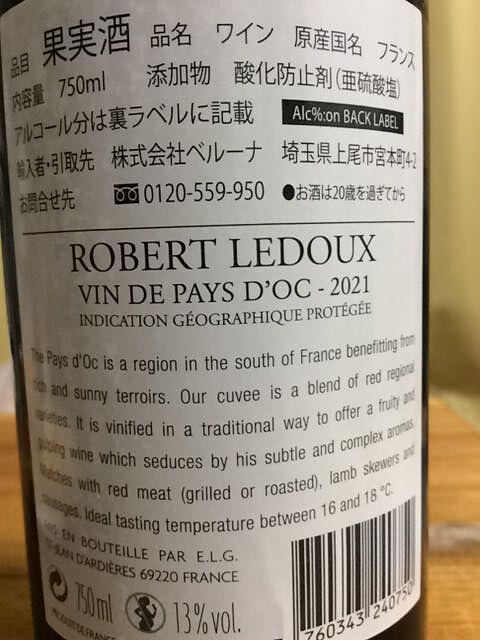 品目 果実酒 品名 ワイン 原産国名 フランス
内容量 750ml 添加物 酸化防止剤(亜硫酸塩)
アルコール分は裏ラベルに記載 Alc%:on BACK LABEL
輸入者・引取先 株式会社ベルーナ 埼玉県上尾市宮本町4-2
お問合せ先 0120-559-950 ●お酒は20歳を過ぎてから
ROBERT LEDOUX
VIN DE PAYS D'OC - 2021
INDICATION GÉOGRAPHIQUE PROTÉGÉE
The Pays d'Oc is a region in the south of France benefitting from
rich and sunny terroirs. Our cuvee is a blend of red regional
varieties. It is vinified in a traditional way to offer a fruity and
wine which seduces by his subtle and complex aromas.
Matches with red meat (grilled or roasted), lamb skewers and
sausages. Ideal tasting temperature between 16 and 18 °C.
MIS EN BOUTEILLE PAR E.L.G.
ST-JEAN D'ARDIÈRES 69220 FRANCE
750ml 13% vol.
PRODUIT DE FRANCE
760343 240750